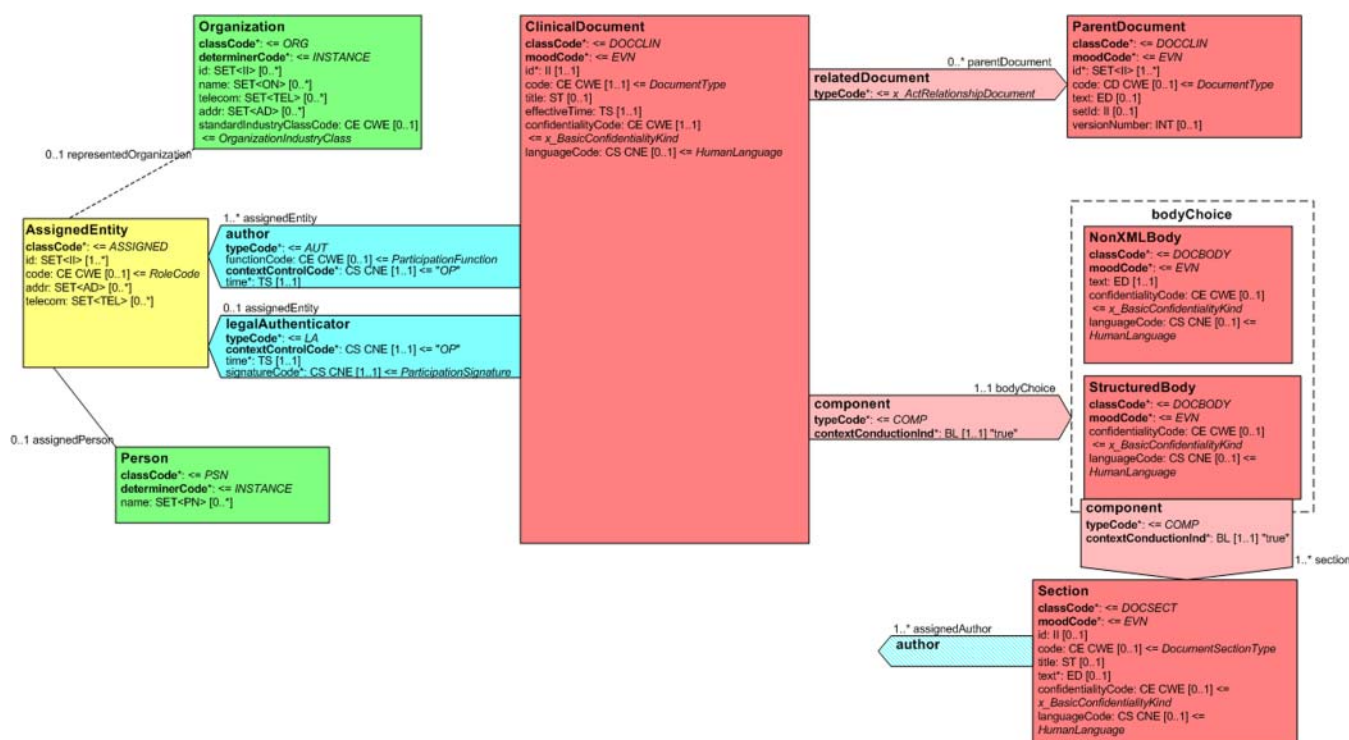 Organization
classCode*: <= ORG
determinerCode*: <= INSTANCE
id: SET<II> [0..*]
name: SET<ON> [0..*]
telecom: SET<TEL> [0..*]
addr: SET<AD> [0..*]
standardIndustryClassCode: CE CWE [0..1]
<= OrganizationIndustryClass
0..1 representedOrganization
AssignedEntity
classCode*: <= ASSIGNED
id: SET<II> [1..*]
code: CE CWE [0..1] <= RoleCode
addr: SET<AD> [0..*]
telecom: SET<TEL> [0..*]
0..1 assignedPerson
Person
classCode*: <= PSN
determinerCode*: <= INSTANCE
name: SET<PN> [0..*]
1..* assignedEntity
author
typeCode*: <= AUT
functionCode: CE CWE [0..1] <= ParticipationFunction
contextControlCode*: CS CNE [1..1] <= "OP"
time*: TS [1..1]
0..1 assignedEntity
legalAuthenticator
typeCode*: <= LA
contextControlCode*: CS CNE [1..1] <= "OP"
time*: TS [1..1]
signatureCode*: CS CNE [1..1] <= ParticipationSignature
ClinicalDocument
classCode*: <= DOCCLIN
moodCode*: <= EVN
id*: II [1..1]
code: CE CWE [1..1] <= DocumentType
title: ST [0..1]
effectiveTime: TS [1..1]
confidentialityCode: CE CWE [1..1]
<= x_BasicConfidentialityKind
languageCode: CS CNE [0..1] <= HumanLanguage
0..* parentDocument
relatedDocument
typeCode*: <= x_ActRelationshipDocument
ParentDocument
classCode*: <= DOCCLIN
moodCode*: <= EVN
id*: SET<II> [1..*]
code: CD CWE [0..1] <= DocumentType
text: ED [0..1]
setId: II [0..1]
versionNumber: INT [0..1]
1..1 bodyChoice
component
typeCode*: <= COMP
contextConductionInd*: BL [1..1] "true"
bodyChoice
NonXMLBody
classCode*: <= DOCBODY
moodCode*: <= EVN
text: ED [1..1]
confidentialityCode: CE CWE [0..1]
<= x_BasicConfidentialityKind
languageCode: CS CNE [0..1] <=
HumanLanguage
StructuredBody
classCode*: <= DOCBODY
moodCode*: <= EVN
confidentialityCode: CE CWE [0..1]
<= x_BasicConfidentialityKind
languageCode: CS CNE [0..1] <=
HumanLanguage
component
typeCode*: <= COMP
contextConductionInd*: BL [1..1] "true"
1..* section
Section
classCode*: <= DOCSECT
moodCode*: <= EVN
id: II [0..1]
code: CE CWE [0..1] <= DocumentSectionType
title: ST [0..1]
text*: ED [0..1]
confidentialityCode: CE CWE [0..1] <=
x_BasicConfidentialityKind
languageCode: CS CNE [0..1] <=
HumanLanguage
1..* assignedAuthor
author